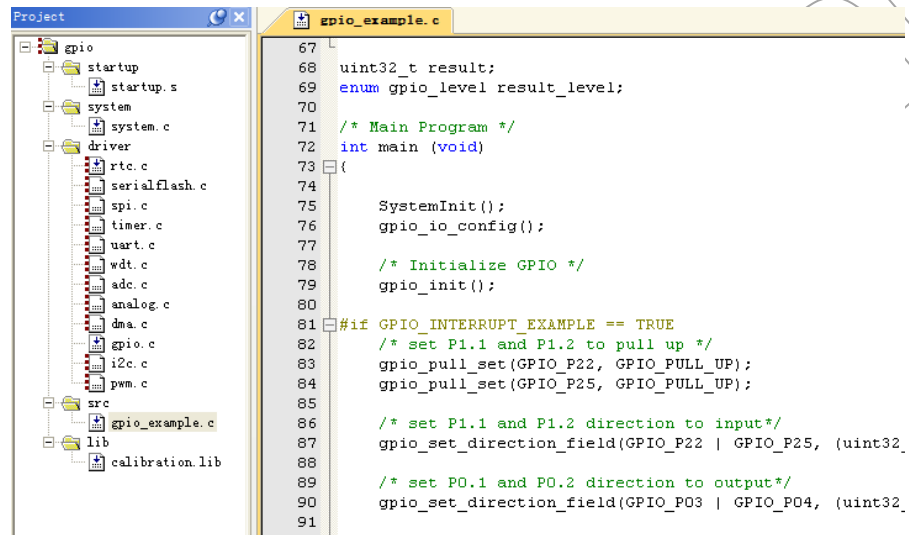 Project
gpio
startup
startup.s
system
system.c
driver
rtc.c
serialflash.c
spi.c
timer.c
uart.c
wdt.c
adc.c
analog.c
dma.c
gpio.c
i2c.c
pwm.c
src
gpio_example.c
lib
calibration.lib
gpio_example.c
67
68 uint32_t result;
69 enum gpio_level result_level;
70
71 /* Main Program */
72 int main (void)
73 {
74
75 SystemInit();
76 gpio_io_config();
77
78 /* Initialize GPIO */
79 gpio_init();
80
81 #if GPIO_INTERRUPT_EXAMPLE == TRUE
82 /* set P1.1 and P1.2 to pull up */
83 gpio_pull_set(GPIO_P22, GPIO_PULL_UP);
84 gpio_pull_set(GPIO_P25, GPIO_PULL_UP);
85
86 /* set P1.1 and P1.2 direction to input*/
87 gpio_set_direction_field(GPIO_P22 | GPIO_P25, (uint32_
88
89 /* set P0.1 and P0.2 direction to output*/
90 gpio_set_direction_field(GPIO_P03 | GPIO_P04, (uint32_
91